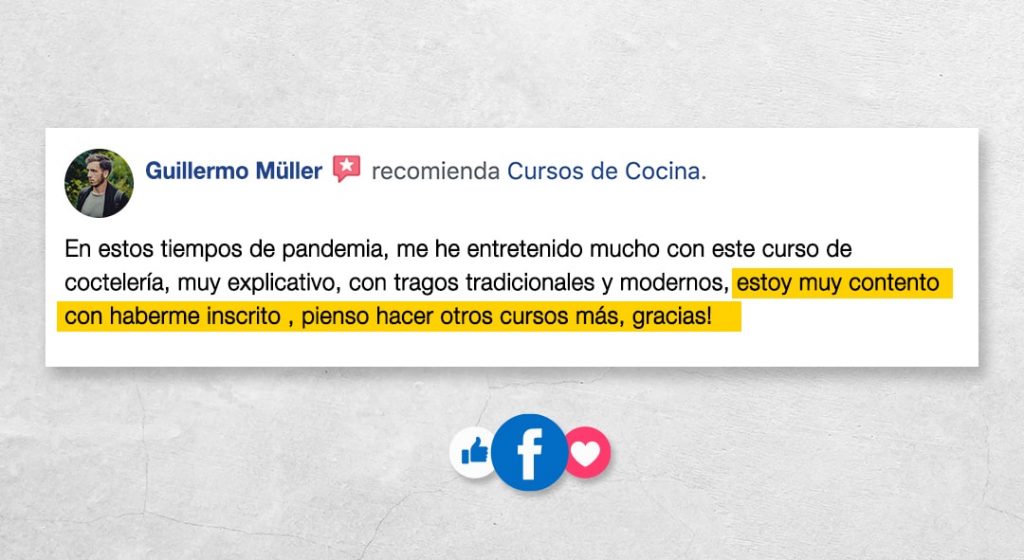 Guillermo Müller recomienda Cursos de Cocina.
En estos tiempos de pandemia, me he entretenido mucho con este curso de
coctelería, muy explicativo, con tragos tradicionales y modernos, estoy muy contento
con haberme inscrito , pienso hacer otros cursos más, gracias!